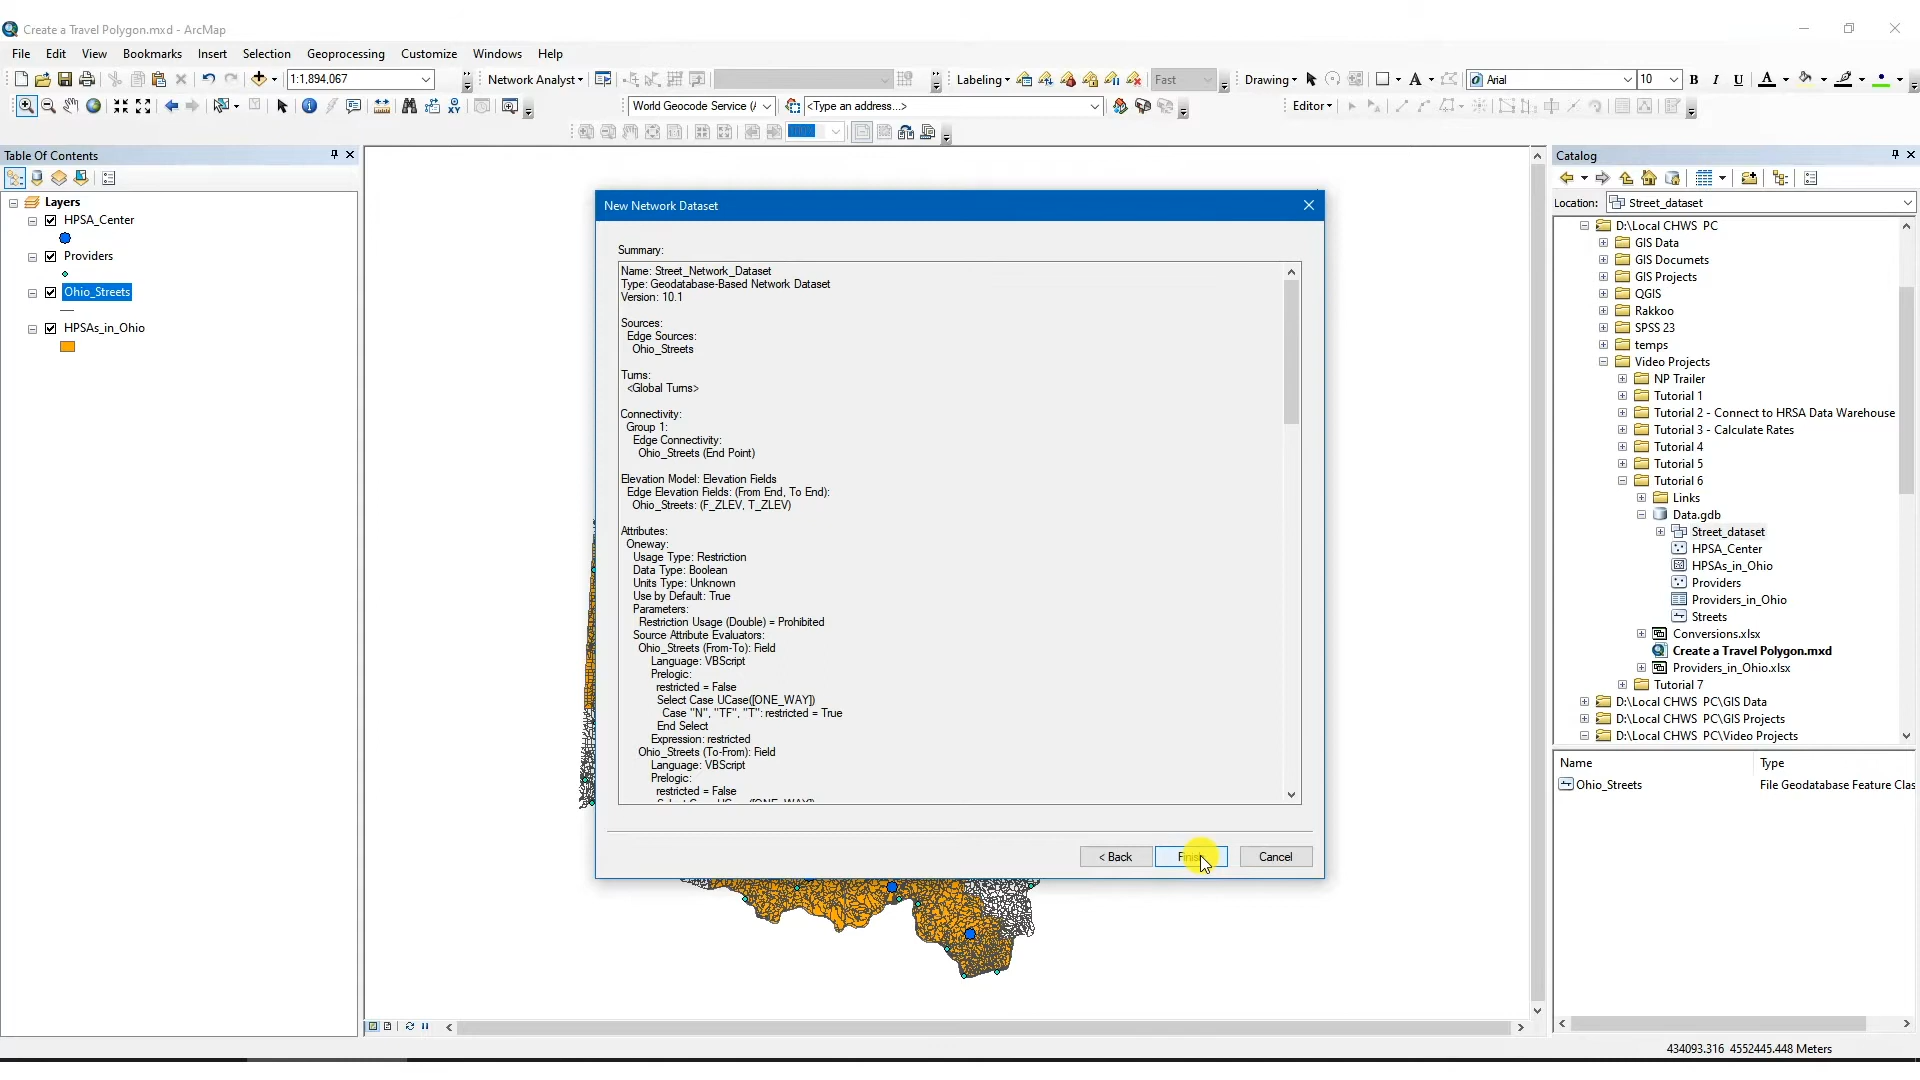 Create a Travel Polygon.mxd - ArcMap
File Edit View Bookmarks Insert Selection Geoprocessing Customize Windows Help
1:1,894,067 Network Analyst Labeling Fast Drawing A Arial 10 B I U A
World Geocode Service (A <Type an address...> Editor
100%
Table Of Contents
Layers
HPSA_Center
Providers
Ohio_Streets
HPSAs_in_Ohio
New Network Dataset
Summary:
Name: Street_Network_Dataset
Type: Geodatabase-Based Network Dataset
Version: 10.1
Sources:
Edge Sources:
Ohio_Streets
Turns:
<Global Turns>
Connectivity:
Group 1:
Edge Connectivity:
Ohio_Streets (End Point)
Elevation Model: Elevation Fields
Edge Elevation Fields: (From End, To End):
Ohio_Streets: (F_ZLEV, T_ZLEV)
Attributes:
Oneway:
Usage Type: Restriction
Data Type: Boolean
Units Type: Unknown
Use by Default: True
Parameters:
Restriction Usage (Double) = Prohibited
Source Attribute Evaluators:
Ohio_Streets (From-To): Field
Language: VBScript
Prelogic:
restricted = False
Select Case UCase([ONE_WAY])
Case "N", "TF", "T": restricted = True
End Select
Expression: restricted
Ohio_Streets (To-From): Field
Language: VBScript
Prelogic:
restricted = False
Select Case UCase([ONE_WAY])
< Back Finish Cancel
Catalog
Location: Street_dataset
D:\Local CHWS PC
GIS Data
GIS Documets
GIS Projects
QGIS
Rakkoo
SPSS 23
temps
Video Projects
NP Trailer
Tutorial 1
Tutorial 2 - Connect to HRSA Data Warehouse
Tutorial 3 - Calculate Rates
Tutorial 4
Tutorial 5
Tutorial 6
Links
Data.gdb
Street_dataset
HPSA_Center
HPSAs_in_Ohio
Providers
Providers_in_Ohio
Streets
Conversions.xlsx
Create a Travel Polygon.mxd
Providers_in_Ohio.xlsx
Tutorial 7
D:\Local CHWS PC\GIS Data
D:\Local CHWS PC\GIS Projects
D:\Local CHWS PC\Video Projects
Name Type
Ohio_Streets File Geodatabase Feature Clas
434093.316 4552445.448 Meters